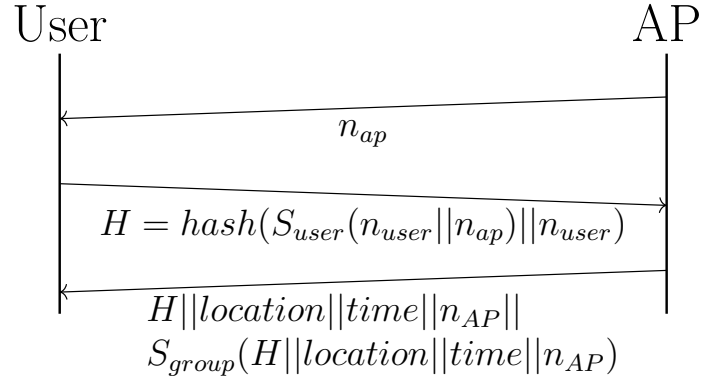 User AP
n_{ap}
H = hash(S_{user}(n_{user}||n_{ap})||n_{user})
H||location||time||n_{AP}||
S_{group}(H||location||time||n_{AP})